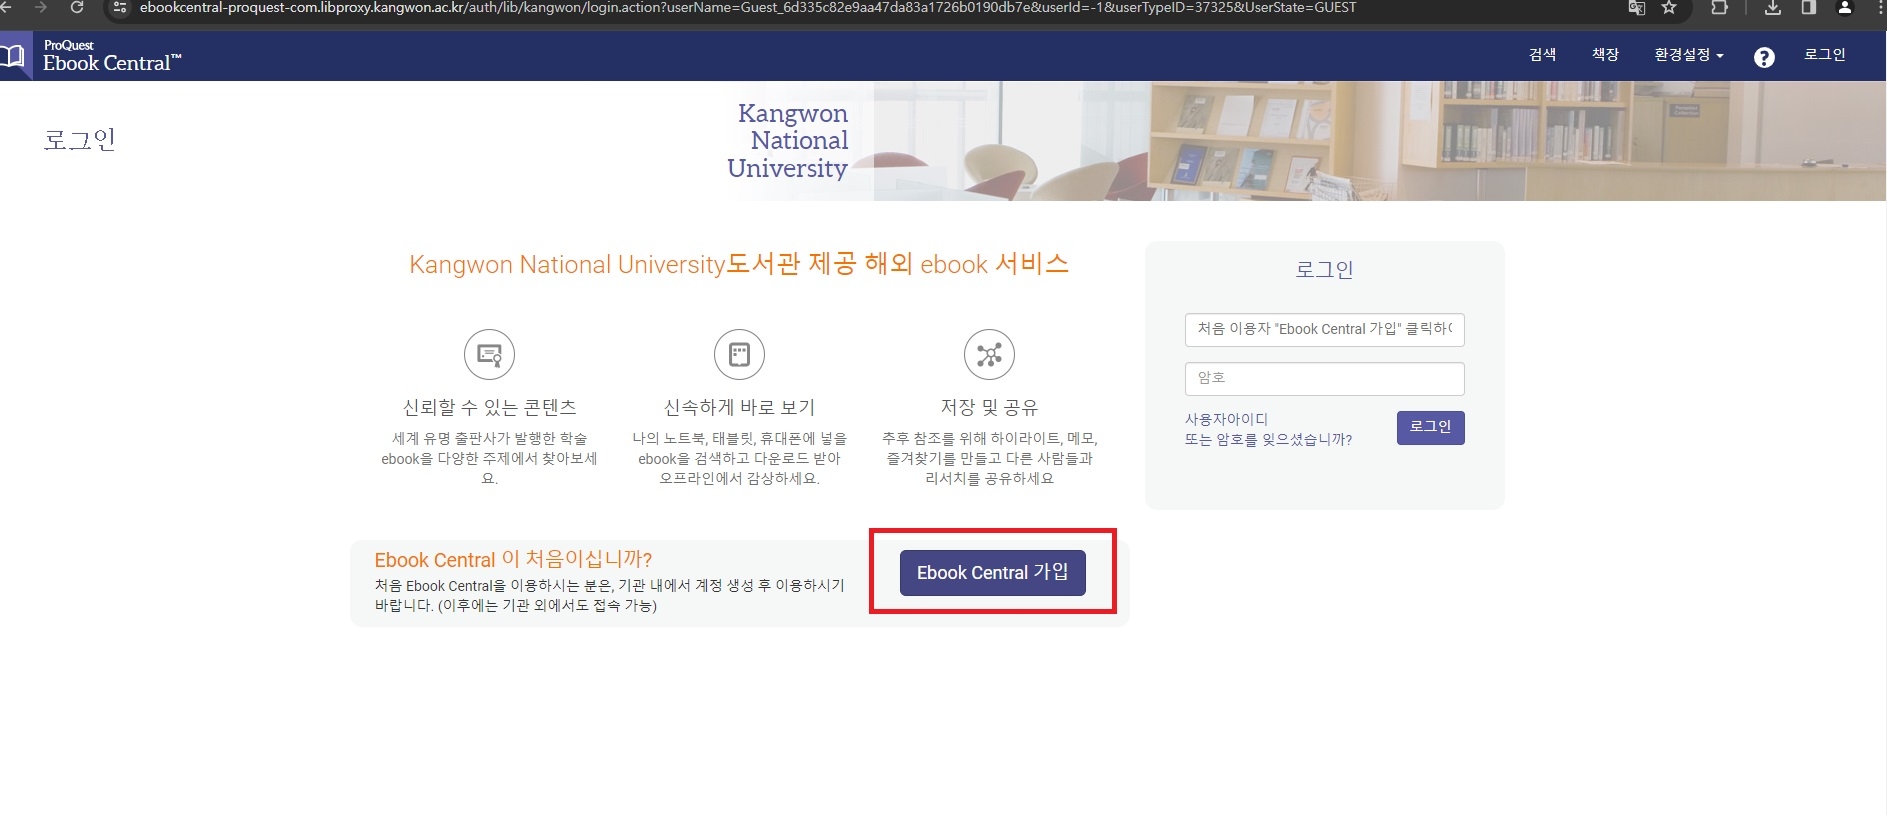 ebookcentral-proquest-com.libproxy.kangwon.ac.kr/auth/lib/kangwon/login.action?userName=Guest_6d335c82e9aa47da83a1726b0190db7e&userId=-1&userTypeID=37325&UserState=GUEST
ProQuest
Ebook Central™
검색 책장 환경설정 ? 로그인
로그인
Kangwon
National
University
Kangwon National University도서관 제공 해외 ebook 서비스
신뢰할 수 있는 콘텐츠
세계 유명 출판사가 발행한 학술
ebook을 다양한 주제에서 찾아보세
요.
신속하게 바로 보기
나의 노트북, 태블릿, 휴대폰에 넣을
ebook을 검색하고 다운로드 받아
오프라인에서 감상하세요.
저장 및 공유
추후 참조를 위해 하이라이트, 메모,
즐겨찾기를 만들고 다른 사람들과
리서치를 공유하세요
로그인
처음 이용자 "Ebook Central 가입" 클릭하
암호
사용자아이디
또는 암호를 잊으셨습니까?
로그인
Ebook Central 이 처음이십니까?
처음 Ebook Central을 이용하시는 분은, 기관 내에서 계정 생성 후 이용하시기
바랍니다. (이후에는 기관 외에서도 접속 가능)
Ebook Central 가입